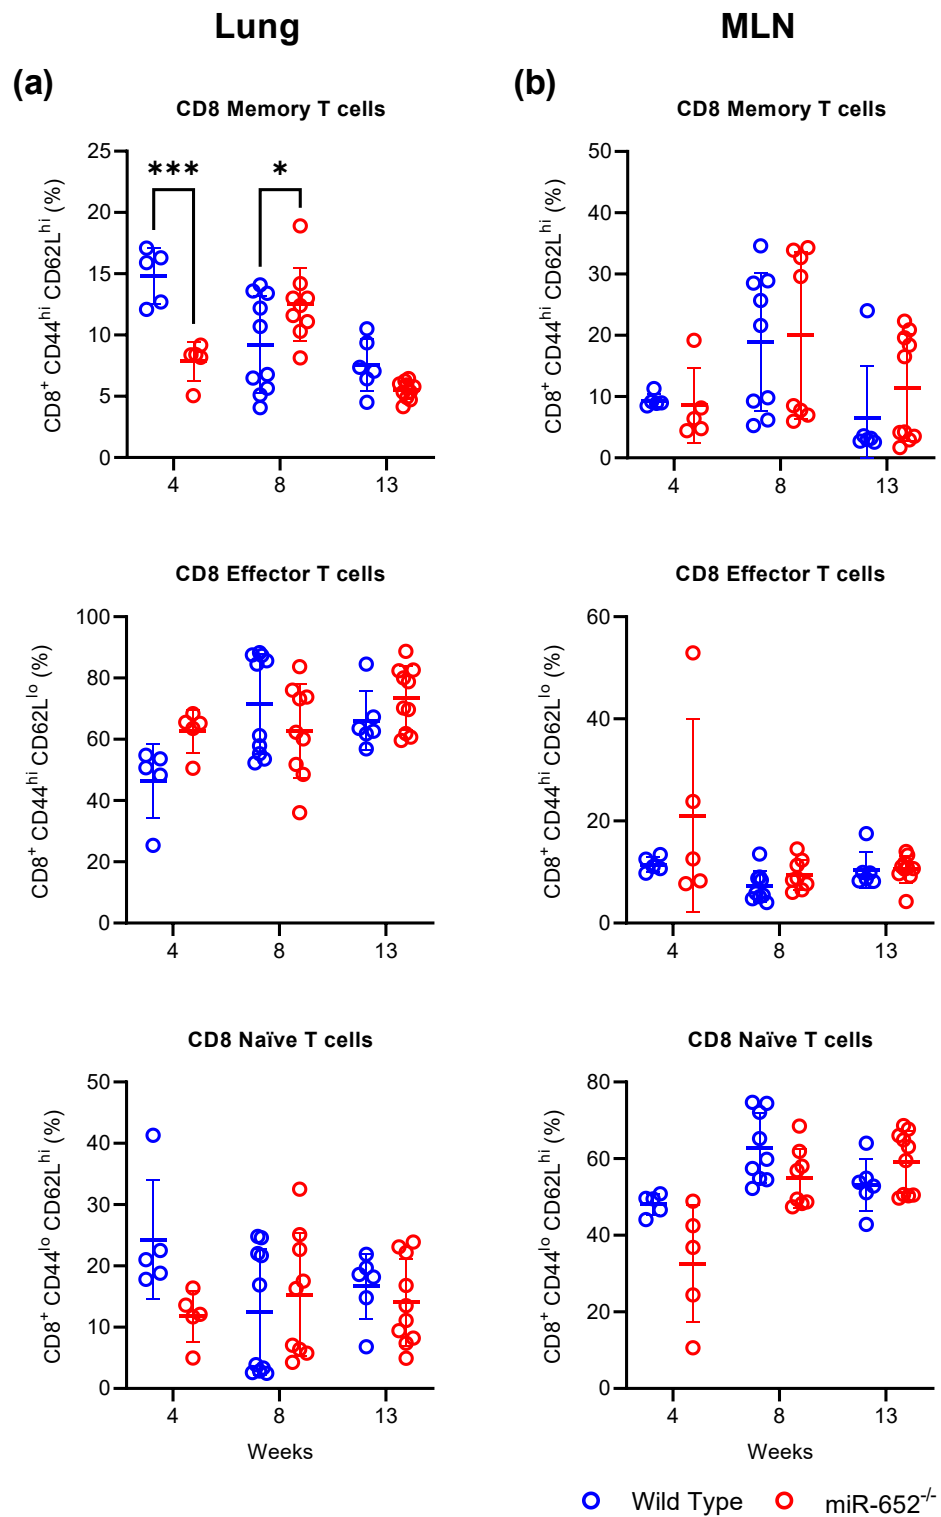 Lung MLN
(a) (b)
CD8 Memory T cells
CD8⁺ CD44ʰⁱ CD62Lʰⁱ (%)
25
20
15
10
5
0
*** *
4 8 13
CD8 Memory T cells
CD8⁺ CD44ʰⁱ CD62Lʰⁱ (%)
50
40
30
20
10
0
4 8 13
CD8 Effector T cells
CD8⁺ CD44ʰⁱ CD62Lˡᵒ (%)
100
80
60
40
20
0
4 8 13
CD8 Effector T cells
CD8⁺ CD44ʰⁱ CD62Lˡᵒ (%)
60
40
20
0
4 8 13
CD8 Naïve T cells
CD8⁺ CD44ˡᵒ CD62Lʰⁱ (%)
50
40
30
20
10
0
4 8 13
Weeks
CD8 Naïve T cells
CD8⁺ CD44ˡᵒ CD62Lʰⁱ (%)
80
60
40
20
0
4 8 13
Weeks
Wild Type miR-652⁻/⁻